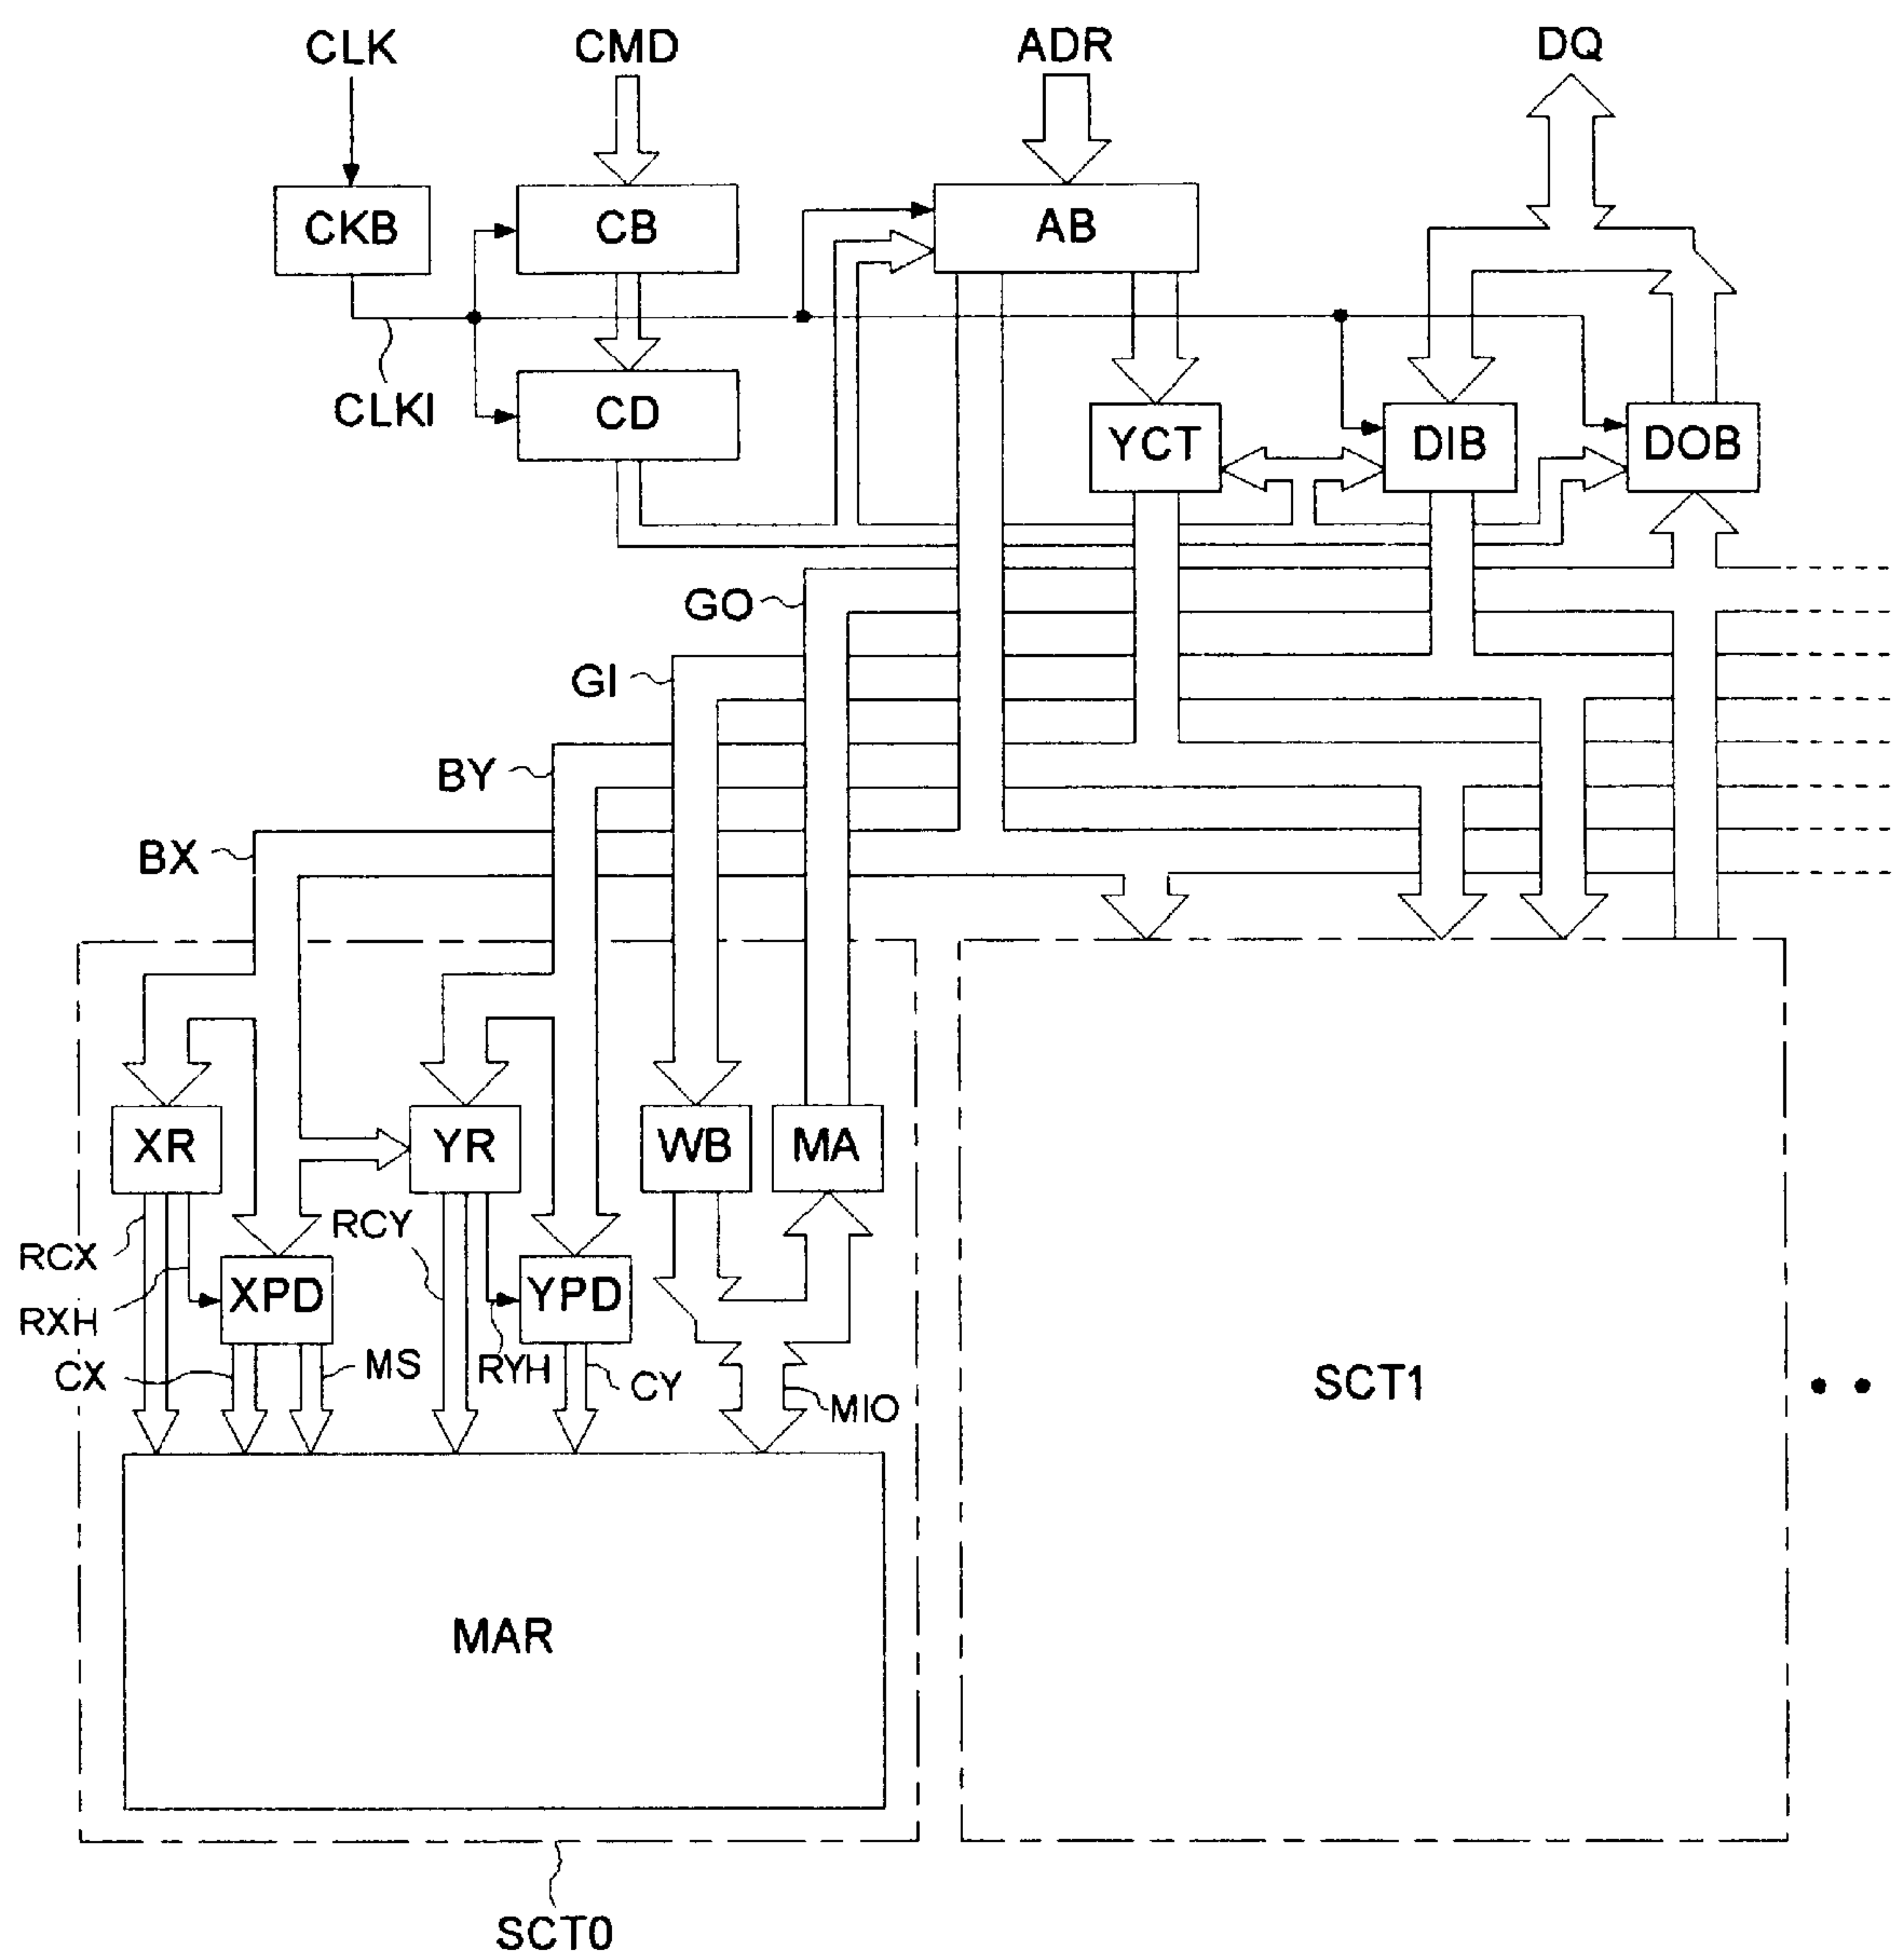 CLK
CMD
ADR
DQ
CKB
CB
AB
CLKI
CD
YCT
DIB
DOB
GO
GI
BY
BX
XR
YR
WB
MA
RCX
RCY
RXH
XPD
YPD
CX
MS
RYH
CY
MIO
SCT1
MAR
SCT0